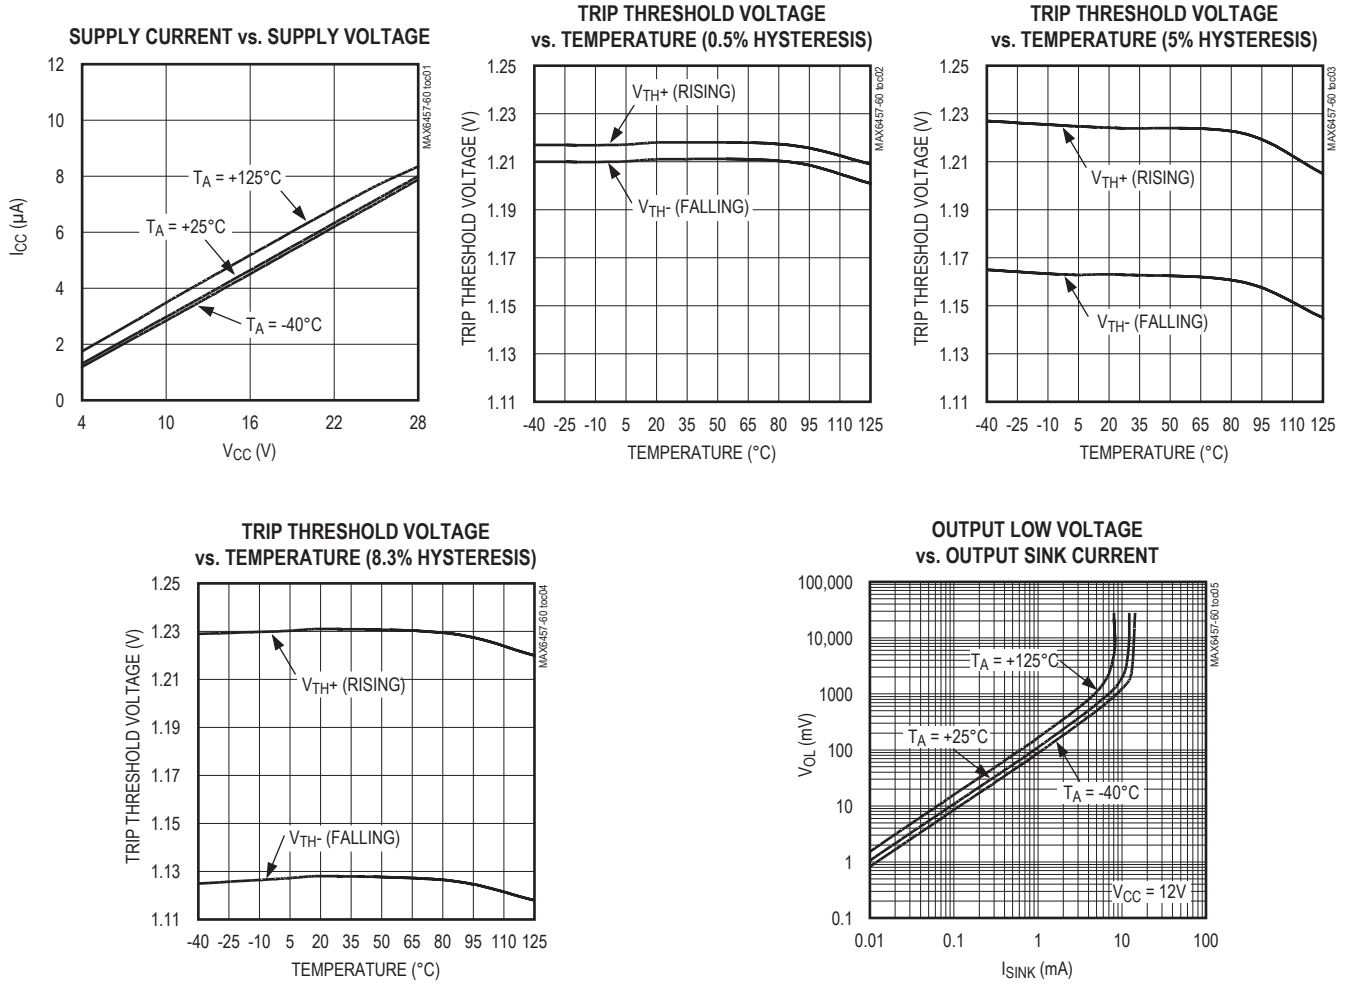 SUPPLY CURRENT vs. SUPPLY VOLTAGE
12
10
8
6
4
2
0
ICC (µA)
TA = +125°C
TA = +25°C
TA = -40°C
4 10 16 22 28
VCC (V)
MAX6457-60 toc01
TRIP THRESHOLD VOLTAGE
vs. TEMPERATURE (0.5% HYSTERESIS)
1.25
1.23
1.21
1.19
1.17
1.15
1.13
1.11
TRIP THRESHOLD VOLTAGE (V)
VTH+ (RISING)
VTH- (FALLING)
-40 -25 -10 5 20 35 50 65 80 95 110 125
TEMPERATURE (°C)
MAX6457-60 toc02
TRIP THRESHOLD VOLTAGE
vs. TEMPERATURE (5% HYSTERESIS)
1.25
1.23
1.21
1.19
1.17
1.15
1.13
1.11
TRIP THRESHOLD VOLTAGE (V)
VTH+ (RISING)
VTH- (FALLING)
-40 -25 -10 5 20 35 50 65 80 95 110 125
TEMPERATURE (°C)
MAX6457-60 toc03
TRIP THRESHOLD VOLTAGE
vs. TEMPERATURE (8.3% HYSTERESIS)
1.25
1.23
1.21
1.19
1.17
1.15
1.13
1.11
TRIP THRESHOLD VOLTAGE (V)
VTH+ (RISING)
VTH- (FALLING)
-40 -25 -10 5 20 35 50 65 80 95 110 125
TEMPERATURE (°C)
MAX6457-60 toc04
OUTPUT LOW VOLTAGE
vs. OUTPUT SINK CURRENT
100,000
10,000
1000
100
10
1
0.1
VOL (mV)
TA = +125°C
TA = +25°C
TA = -40°C
VCC = 12V
0.01 0.1 1 10 100
ISINK (mA)
MAX6457-60 toc05